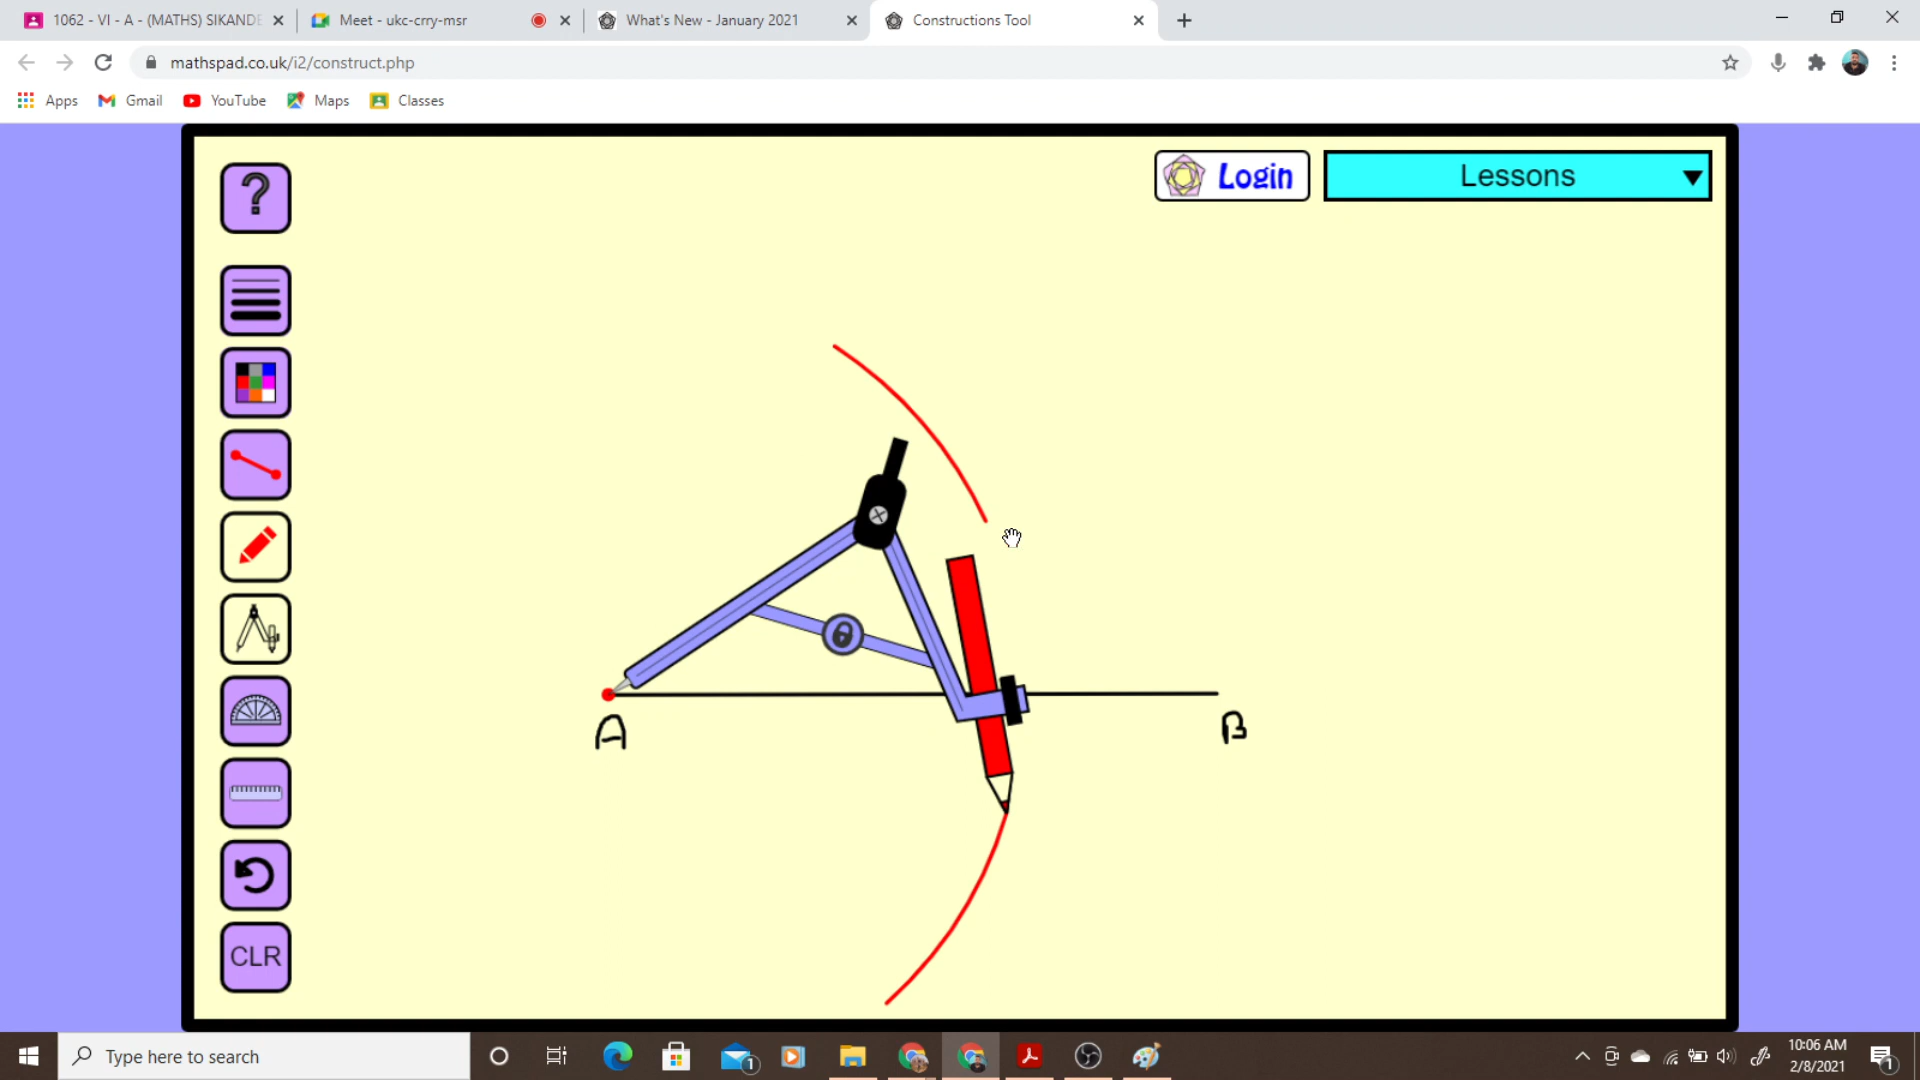 1062 - VI - A - (MATHS) SIKANDE
Meet - ukc-crry-msr
What's New - January 2021
Constructions Tool
mathspad.co.uk/i2/construct.php
Apps
Gmail
YouTube
Maps
Classes
?
Login
Lessons
A
B
CLR
Type here to search
1
10:06 AM
2/8/2021
1